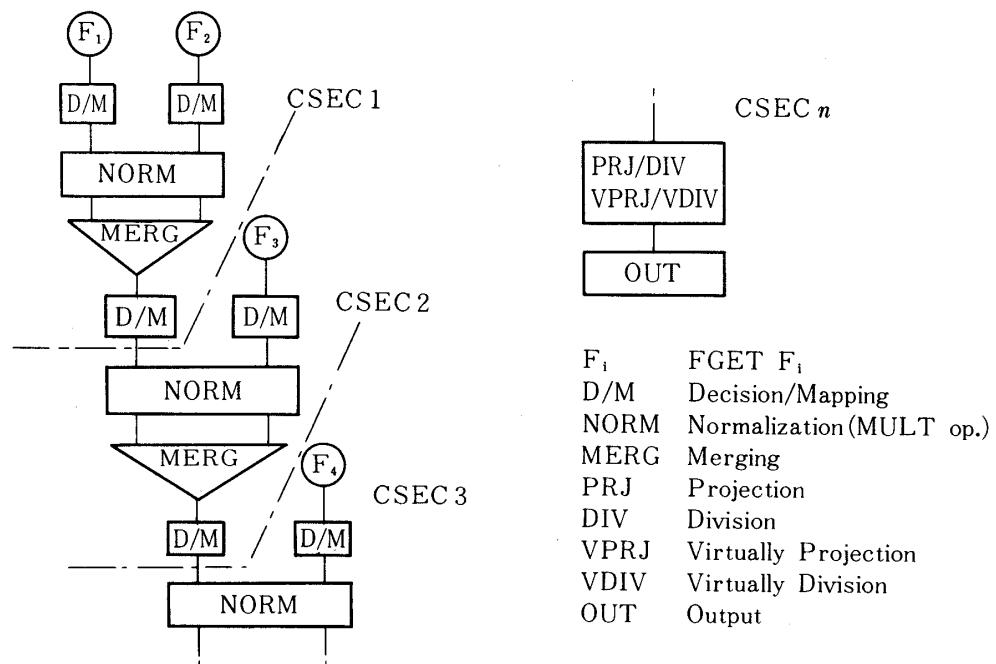 F₁ F₂
D/M D/M
CSEC 1
NORM
MERG
F₃
D/M D/M
CSEC 2
NORM
MERG
F₄
CSEC 3
D/M D/M
NORM
CSEC n
PRJ/DIV
VPRJ/VDIV
OUT
Fᵢ FGET Fᵢ
D/M Decision/Mapping
NORM Normalization (MULT op.)
MERG Merging
PRJ Projection
DIV Division
VPRJ Virtually Projection
VDIV Virtually Division
OUT Output